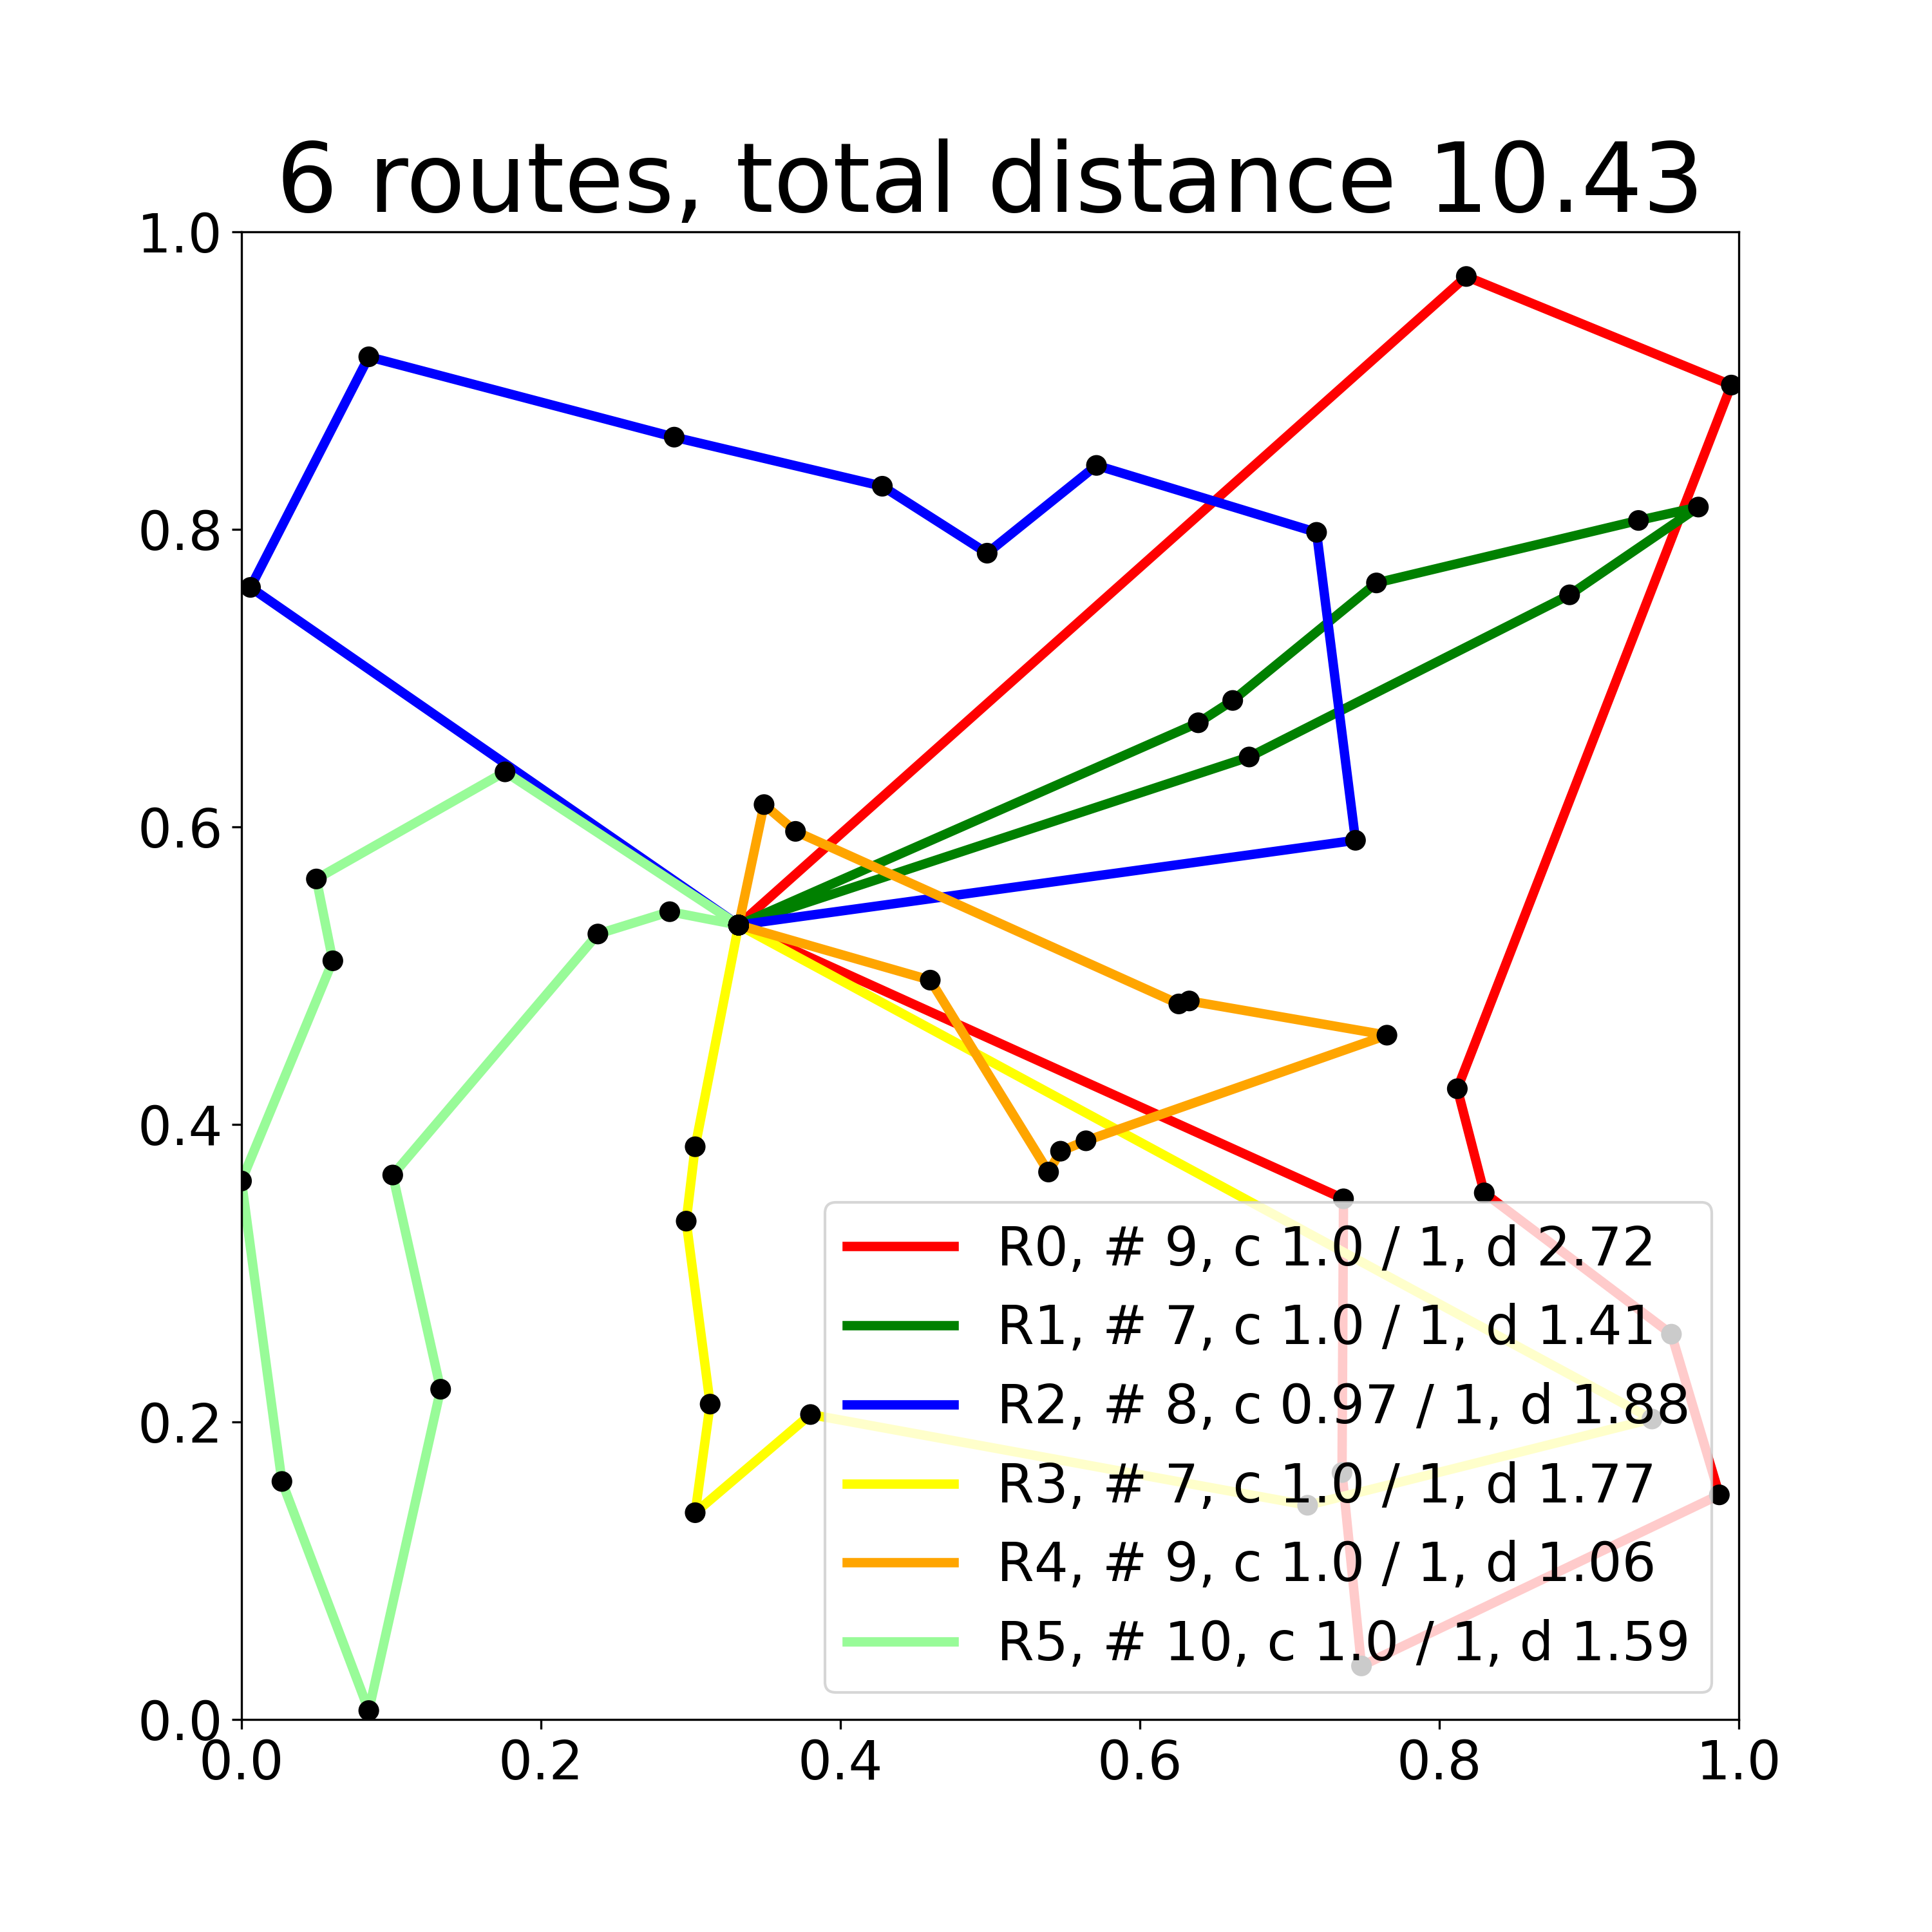 6 routes, total distance 10.43
1.0
0.8
0.6
0.4
0.2
0.0
R0, # 9, c 1.0 / 1, d 2.72
R1, # 7, c 1.0 / 1, d 1.41
R2, # 8, c 0.97 / 1, d 1.88
R3, # 7, c 1.0 / 1, d 1.77
R4, # 9, c 1.0 / 1, d 1.06
R5, # 10, c 1.0 / 1, d 1.59
0.0 0.2 0.4 0.6 0.8 1.0